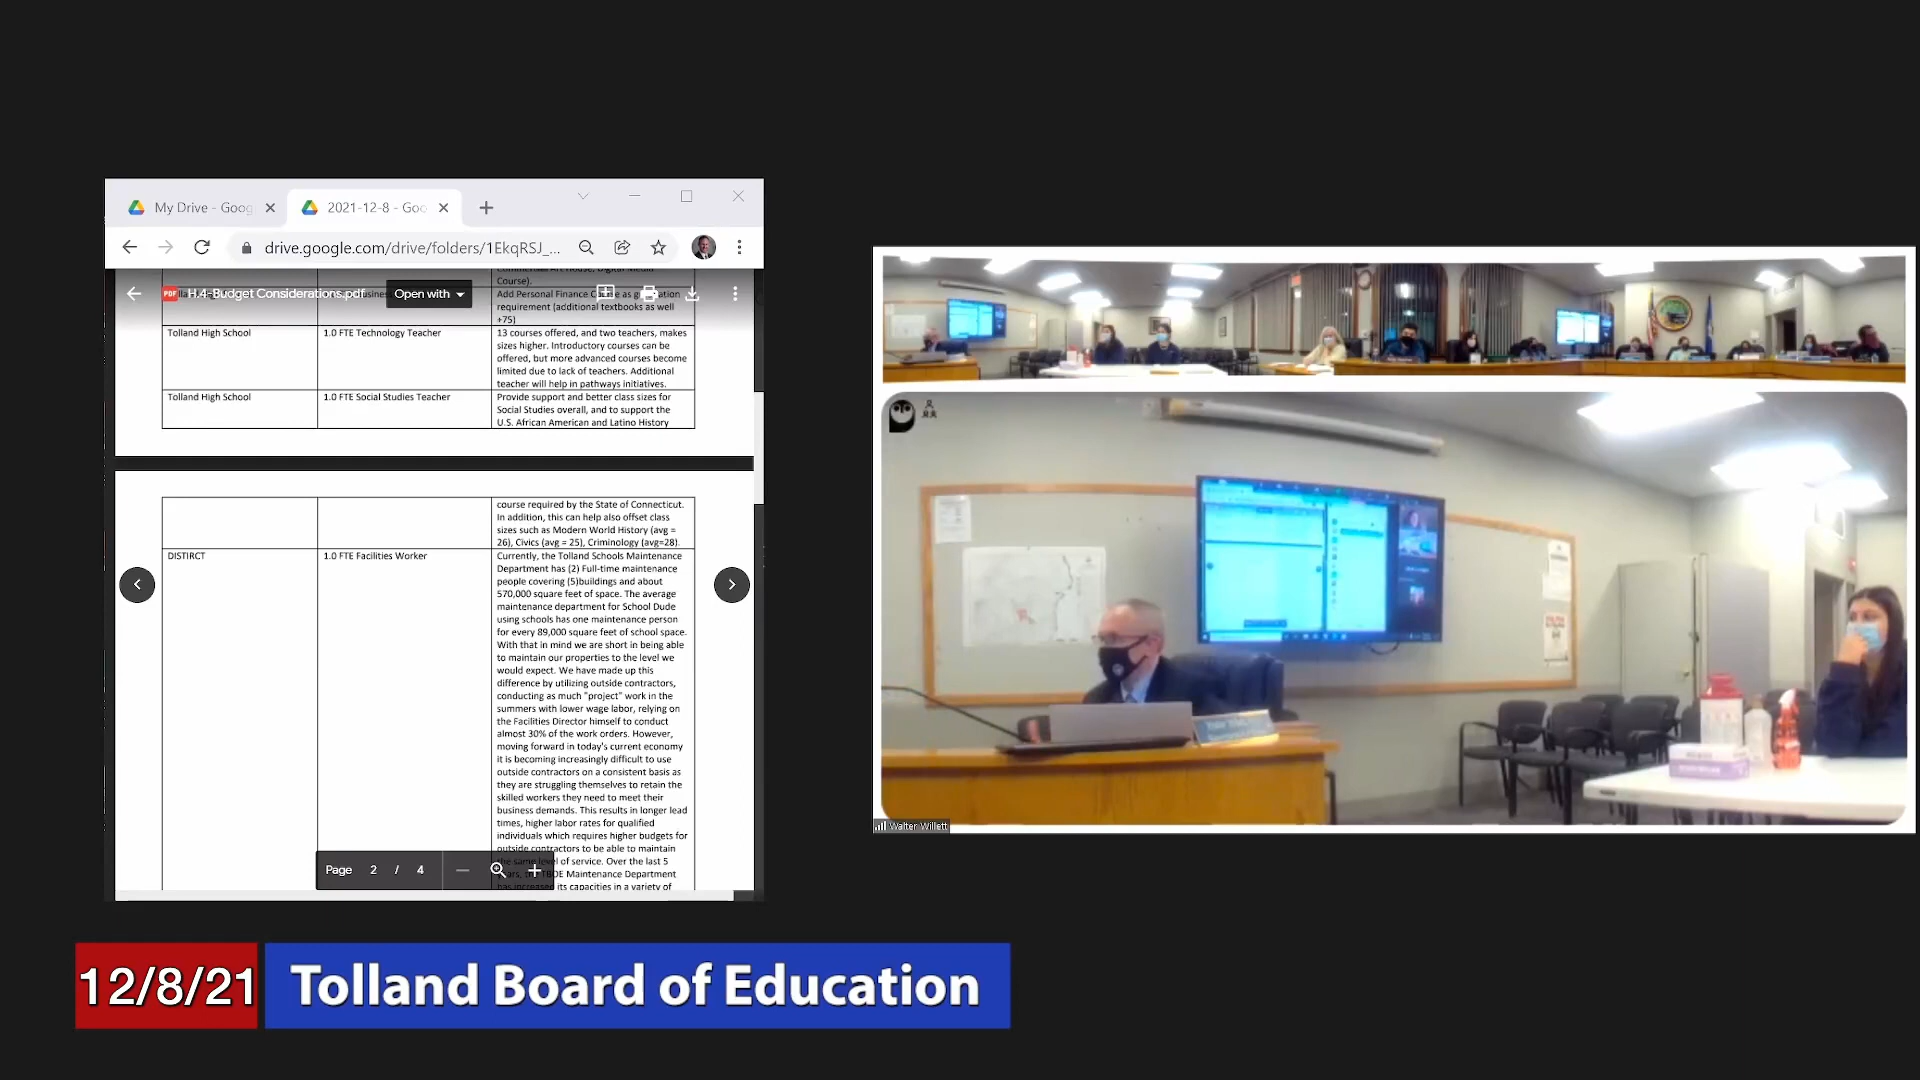 My Drive - Goog
2021-12-8 - Goo
drive.google.com/drive/folders/1EkqRSJ_...
Course).
PDF H.4-Budget Considerations.pdf
Open with
Add Personal Finance as graduation
requirement (additional textbooks as well
+75)
Tolland High School
1.0 FTE Technology Teacher
13 courses offered, and two teachers, makes
sizes higher. Introductory courses can be
offered, but more advanced courses become
limited due to lack of teachers. Additional
teacher will help in pathways initiatives.
Tolland High School
1.0 FTE Social Studies Teacher
Provide support and better class sizes for
Social Studies overall, and to support the
U.S. African American and Latino History
course required by the State of Connecticut.
In addition, this can help also offset class
sizes such as Modern World History (avg =
26), Civics (avg = 25), Criminology (avg=28).
DISTIRCT
1.0 FTE Facilities Worker
Currently, the Tolland Schools Maintenance
Department has (2) Full-time maintenance
people covering (5)buildings and about
570,000 square feet of space. The average
maintenance department for School Dude
using schools has one maintenance person
for every 89,000 square feet of school space.
With that in mind we are short in being able
to maintain our properties to the level we
would expect. We have made up this
difference by utilizing outside contractors,
conducting as much "project" work in the
summers with lower wage labor, relying on
the Facilities Director himself to conduct
almost 30% of the work orders. However,
moving forward in today's current economy
it is becoming increasingly difficult to use
outside contractors on a consistent basis as
they are struggling themselves to retain the
skilled workers they need to meet their
business demands. This results in longer lead
times, higher labor rates for qualified
individuals which requires higher budgets for
outside contractors to be able to maintain
the same level of service. Over the last 5
years, the TBOE Maintenance Department
has increased its capacities in a variety of
Page 2 / 4
Walter Willett
12/8/21
Tolland Board of Education